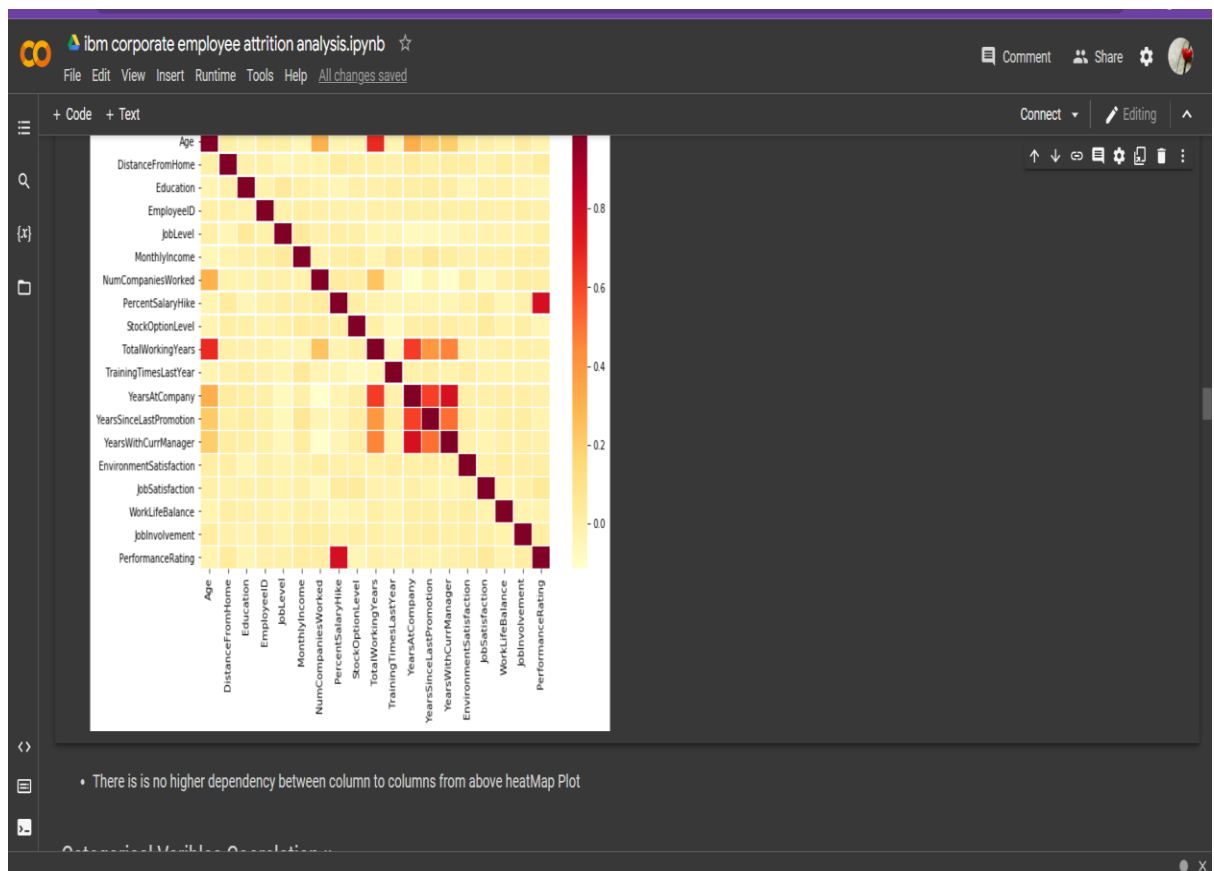 ibm corporate employee attrition analysis.ipynb
Comment
Share
File Edit View Insert Runtime Tools Help All changes saved
+ Code + Text
Connect
Editing
Age
DistanceFromHome
Education
EmployeeID
JobLevel
MonthlyIncome
NumCompaniesWorked
PercentSalaryHike
StockOptionLevel
TotalWorkingYears
TrainingTimesLastYear
YearsAtCompany
YearsSinceLastPromotion
YearsWithCurrManager
EnvironmentSatisfaction
JobSatisfaction
WorkLifeBalance
JobInvolvement
PerformanceRating
0.8
0.6
0.4
0.2
0.0
Age
DistanceFromHome
Education
EmployeeID
JobLevel
MonthlyIncome
NumCompaniesWorked
PercentSalaryHike
StockOptionLevel
TotalWorkingYears
TrainingTimesLastYear
YearsAtCompany
YearsSinceLastPromotion
YearsWithCurrManager
EnvironmentSatisfaction
JobSatisfaction
WorkLifeBalance
JobInvolvement
PerformanceRating
{x}
• There is is no higher dependency between column to columns from above heatMap Plot